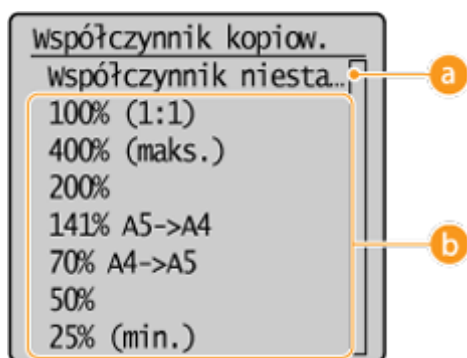 Współczynnik kopiow.
Współczynnik niesta…
a
100% (1:1)
400% (maks.)
200%
141% A5->A4
70% A4->A5
b
50%
25% (min.)